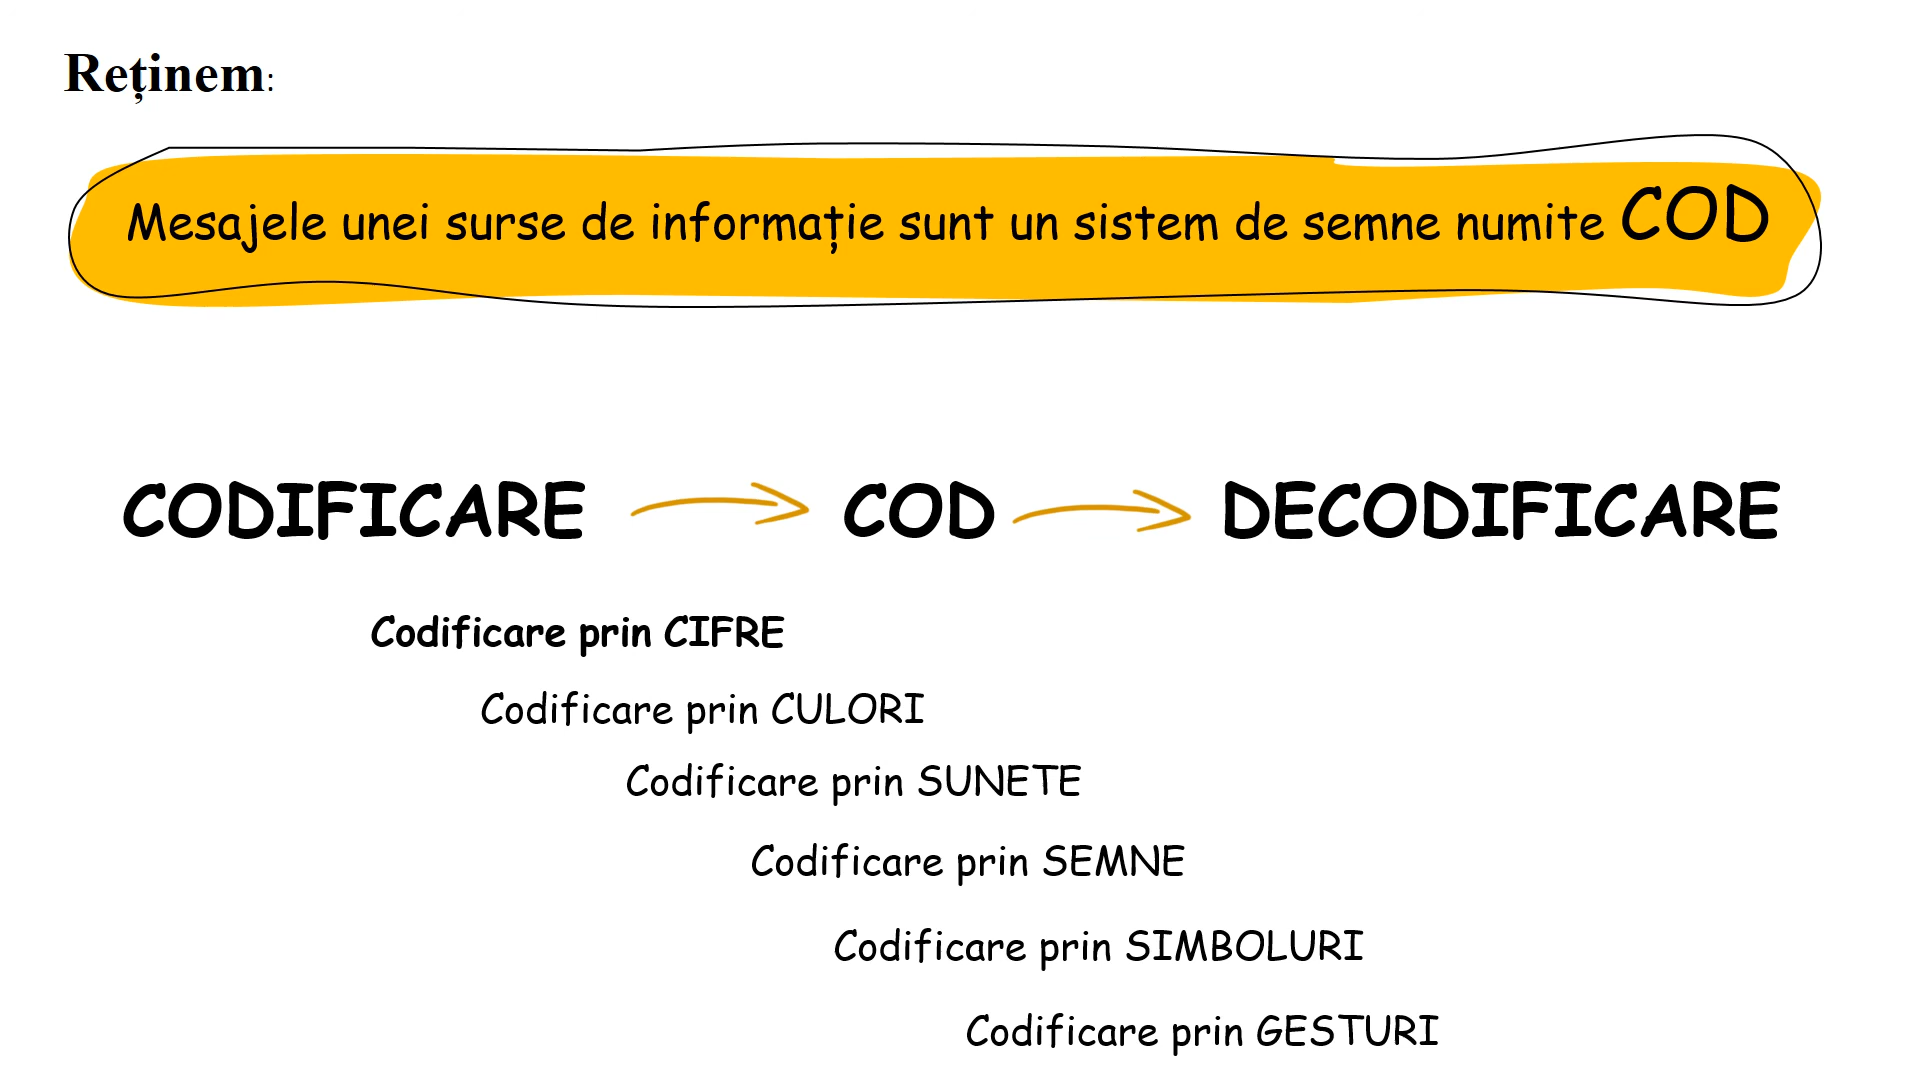 Reținem:
Mesajele unei surse de informație sunt un sistem de semne numite COD
CODIFICARE COD DECODIFICARE
Codificare prin CIFRE
Codificare prin CULORI
Codificare prin SUNETE
Codificare prin SEMNE
Codificare prin SIMBOLURI
Codificare prin GESTURI